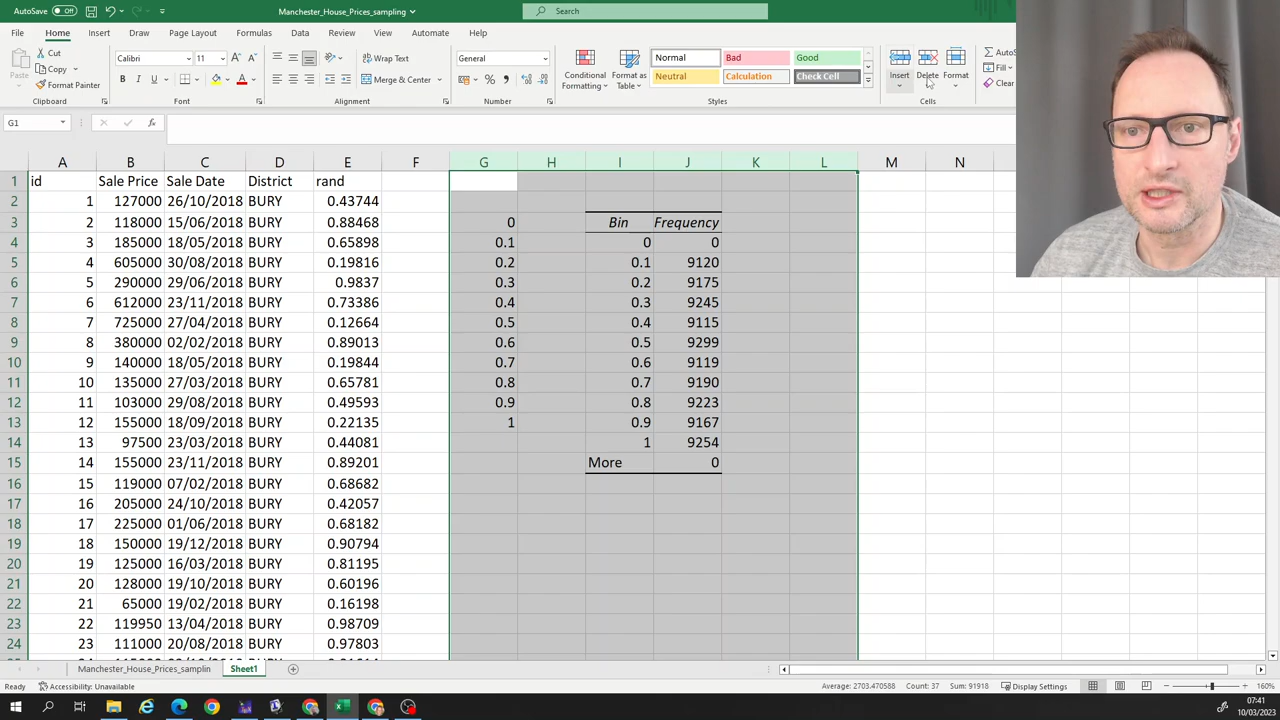 AutoSave Off Manchester_House_Prices_sampling Search
File Home Insert Draw Page Layout Formulas Data Review View Automate Help
Paste Cut Copy Format Painter Clipboard
Calibri 11 A A B I U A Font
Wrap Text Merge & Center Alignment
General % Number
Conditional Formatting Format as Table Normal Bad Good Neutral Calculation Check Cell Styles
Insert Delete Format Cells
AutoS Fill Clear
G1 fx
A B C D E F G H I J K L M N
1 id Sale Price Sale Date District rand
2 1 127000 26/10/2018 BURY 0.43744
3 2 118000 15/06/2018 BURY 0.88468 0 Bin Frequency
4 3 185000 18/05/2018 BURY 0.65898 0.1 0 0
5 4 605000 30/08/2018 BURY 0.19816 0.2 0.1 9120
6 5 290000 29/06/2018 BURY 0.9837 0.3 0.2 9175
7 6 612000 23/11/2018 BURY 0.73386 0.4 0.3 9245
8 7 725000 27/04/2018 BURY 0.12664 0.5 0.4 9115
9 8 380000 02/02/2018 BURY 0.89013 0.6 0.5 9299
10 9 140000 18/05/2018 BURY 0.19844 0.7 0.6 9119
11 10 135000 27/03/2018 BURY 0.65781 0.8 0.7 9190
12 11 103000 29/08/2018 BURY 0.49593 0.9 0.8 9223
13 12 155000 18/09/2018 BURY 0.22135 1 0.9 9167
14 13 97500 23/03/2018 BURY 0.44081 1 9254
15 14 155000 23/11/2018 BURY 0.89201 More 0
16 15 119000 07/02/2018 BURY 0.68682
17 16 205000 24/10/2018 BURY 0.42057
18 17 225000 01/06/2018 BURY 0.68182
19 18 150000 19/12/2018 BURY 0.90794
20 19 125000 16/03/2018 BURY 0.81195
21 20 128000 19/10/2018 BURY 0.60196
22 21 65000 19/02/2018 BURY 0.16198
23 22 119950 13/04/2018 BURY 0.98709
24 23 111000 20/08/2018 BURY 0.97803
Manchester_House_Prices_samplin Sheet1
Ready Accessibility: Unavailable Average: 2703.470588 Count: 37 Sum: 91918 Display Settings 160%
07:41
10/03/2023